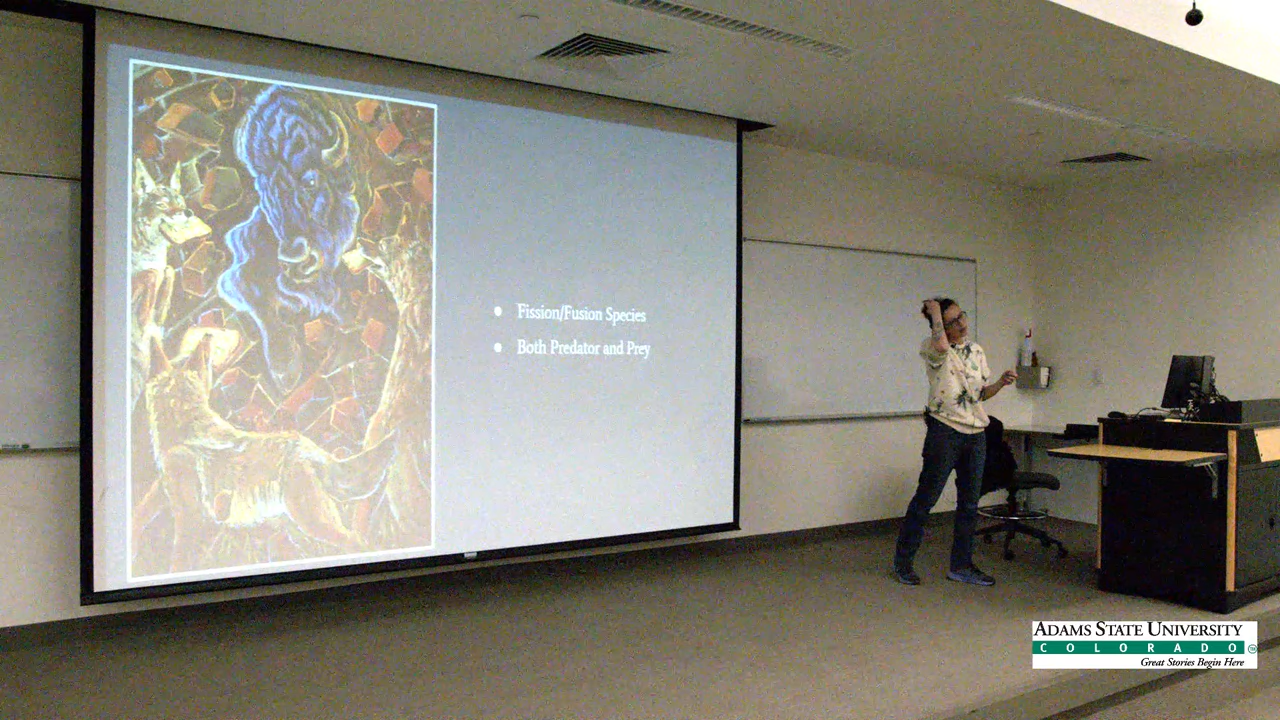 Fission/Fusion Species
Both Predator and Prey
ADAMS STATE UNIVERSITY
COLORADO
Great Stories Begin Here